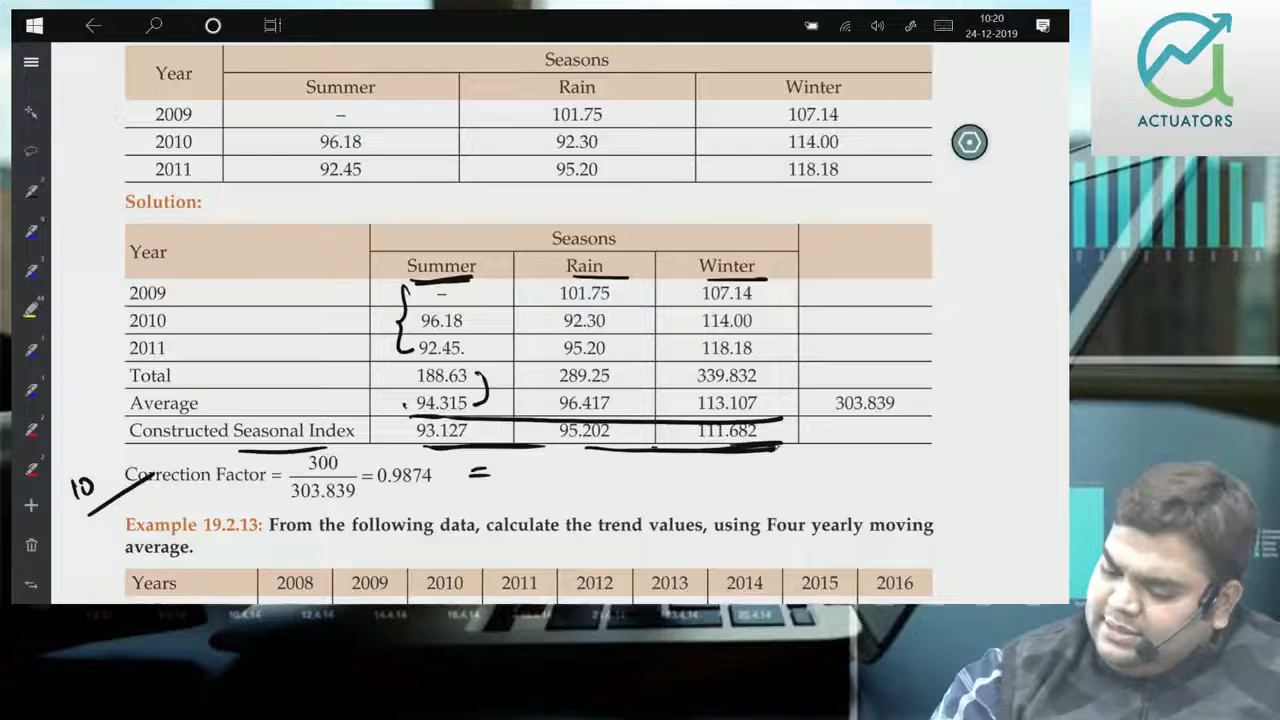 10:20
24-12-2019
ACTUATORS
Year Seasons
Summer Rain Winter
2009 – 101.75 107.14
2010 96.18 92.30 114.00
2011 92.45 95.20 118.18
Solution:
Year Seasons
Summer Rain Winter
2009 – 101.75 107.14
2010 96.18 92.30 114.00
2011 92.45. 95.20 118.18
Total 188.63 289.25 339.832
Average 94.315 96.417 113.107 303.839
Constructed Seasonal Index 93.127 95.202 111.682
Correction Factor = 300 / 303.839 = 0.9874 =
10
Example 19.2.13: From the following data, calculate the trend values, using Four yearly moving
average.
Years 2008 2009 2010 2011 2012 2013 2014 2015 2016